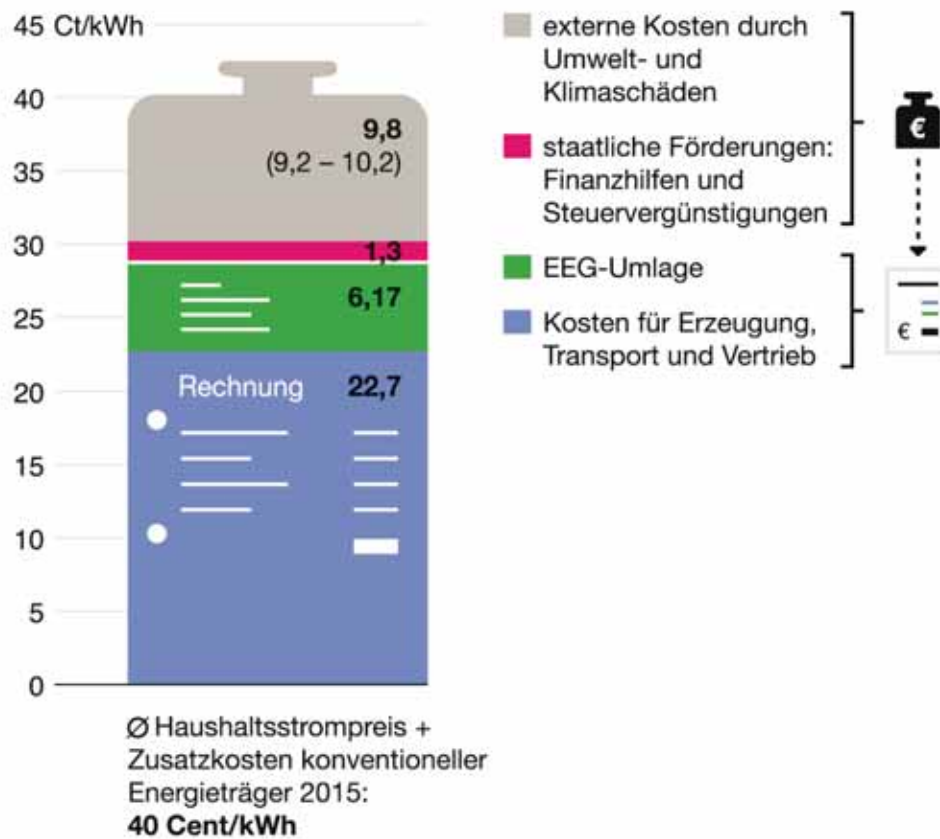 45 Ct/kWh
40
35
30
25
20
15
10
5
0
9,8
(9,2 – 10,2)
1,3
6,17
Rechnung 22,7
Ø Haushaltsstrompreis +
Zusatzkosten konventioneller
Energieträger 2015:
40 Cent/kWh
externe Kosten durch
Umwelt- und
Klimaschäden
staatliche Förderungen:
Finanzhilfen und
Steuervergünstigungen
EEG-Umlage
Kosten für Erzeugung,
Transport und Vertrieb
€
€